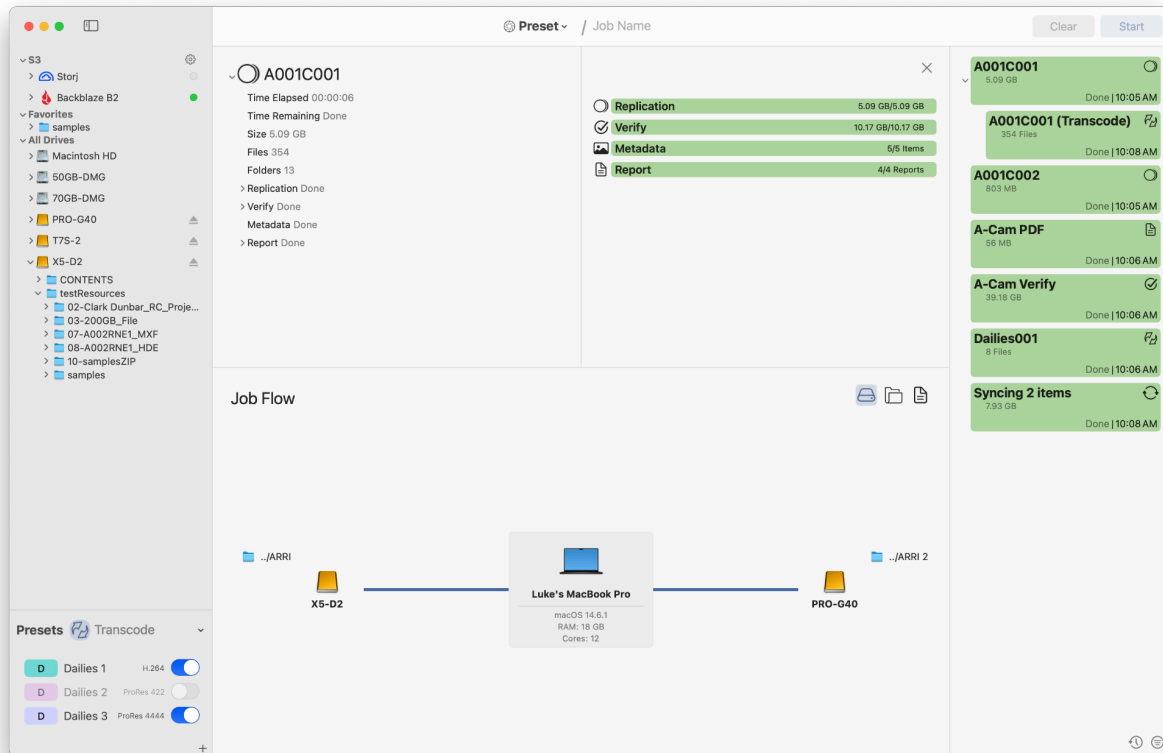 Preset
/ Job Name
Clear
Start
S3
Storj
Backblaze B2
Favorites
samples
All Drives
Macintosh HD
50GB-DMG
70GB-DMG
PRO-G40
T7S-2
X5-D2
CONTENTS
testResources
02-Clark Dunbar_RC_Proje...
03-200GB_File
07-A002RNE1_MXF
08-A002RNE1_HDE
10-samplesZIP
samples
Presets Transcode
D Dailies 1 H.264
D Dailies 2 ProRes 422
D Dailies 3 ProRes 4444
A001C001
Time Elapsed 00:00:06
Time Remaining Done
Size 5.09 GB
Files 354
Folders 13
Replication Done
Verify Done
Metadata Done
Report Done
Replication 5.09 GB/5.09 GB
Verify 10.17 GB/10.17 GB
Metadata 5/5 Items
Report 4/4 Reports
Job Flow
../ARRI
X5-D2
Luke's MacBook Pro
macOS 14.6.1
RAM: 18 GB
Cores: 12
../ARRI 2
PRO-G40
A001C001
5.09 GB
Done | 10:05 AM
A001C001 (Transcode)
354 Files
Done | 10:08 AM
A001C002
803 MB
Done | 10:05 AM
A-Cam PDF
56 MB
Done | 10:06 AM
A-Cam Verify
39.18 GB
Done | 10:06 AM
Dailies001
8 Files
Done | 10:06 AM
Syncing 2 items
7.93 GB
Done | 10:08 AM